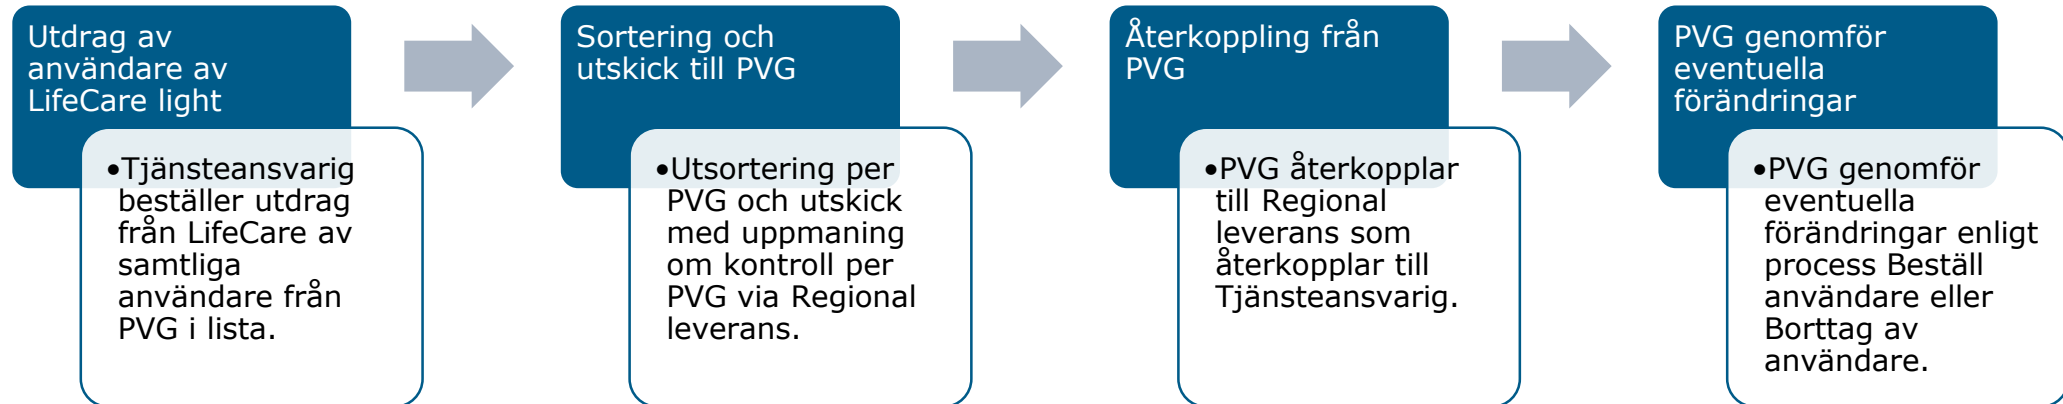 Utdrag av
användare av
LifeCare light
•Tjänsteansvarig
beställer utdrag
från LifeCare av
samtliga
användare från
PVG i lista.
Sortering och
utskick till PVG
•Utsortering per
PVG och utskick
med uppmaning
om kontroll per
PVG via Regional
leverans.
Återkoppling från
PVG
•PVG återkopplar
till Regional
leverans som
återkopplar till
Tjänsteansvarig.
PVG genomför
eventuella
förändringar
•PVG genomför
eventuella
förändringar enligt
process Beställ
användare eller
Borttag av
användare.